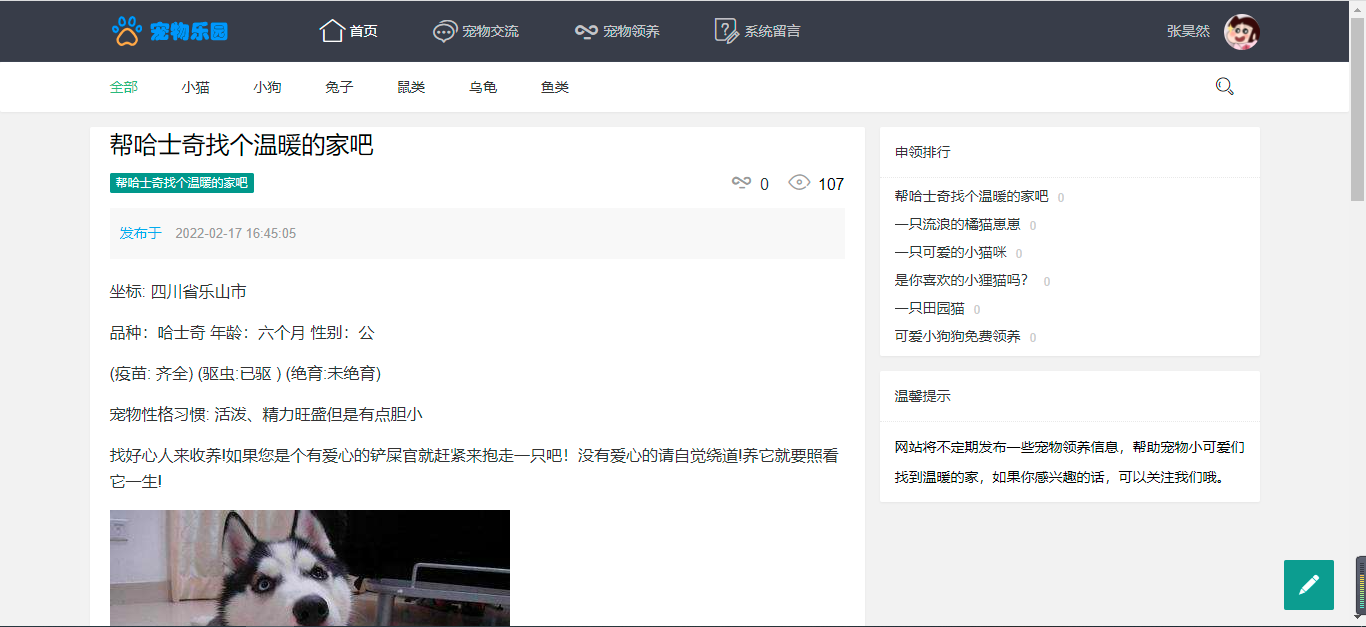 宠物乐园 首页 宠物交流 宠物领养 系统留言 张昊然
全部 小猫 小狗 兔子 鼠类 乌龟 鱼类
帮哈士奇找个温暖的家吧
帮哈士奇找个温暖的家吧 0 107
发布于 2022-02-17 16:45:05
坐标: 四川省乐山市
品种：哈士奇 年龄：六个月 性别：公
(疫苗: 齐全) (驱虫:已驱 ) (绝育:未绝育)
宠物性格习惯: 活泼、精力旺盛但是有点胆小
找好心人来收养!如果您是个有爱心的铲屎官就赶紧来抱走一只吧！没有爱心的请自觉绕道!养它就要照看
它一生!
申领排行
帮哈士奇找个温暖的家吧 0
一只流浪的橘猫崽崽 0
一只可爱的小猫咪 0
是你喜欢的小狸猫吗？ 0
一只田园猫 0
可爱小狗狗免费领养 0
温馨提示
网站将不定期发布一些宠物领养信息，帮助宠物小可爱们
找到温暖的家，如果你感兴趣的话，可以关注我们哦。